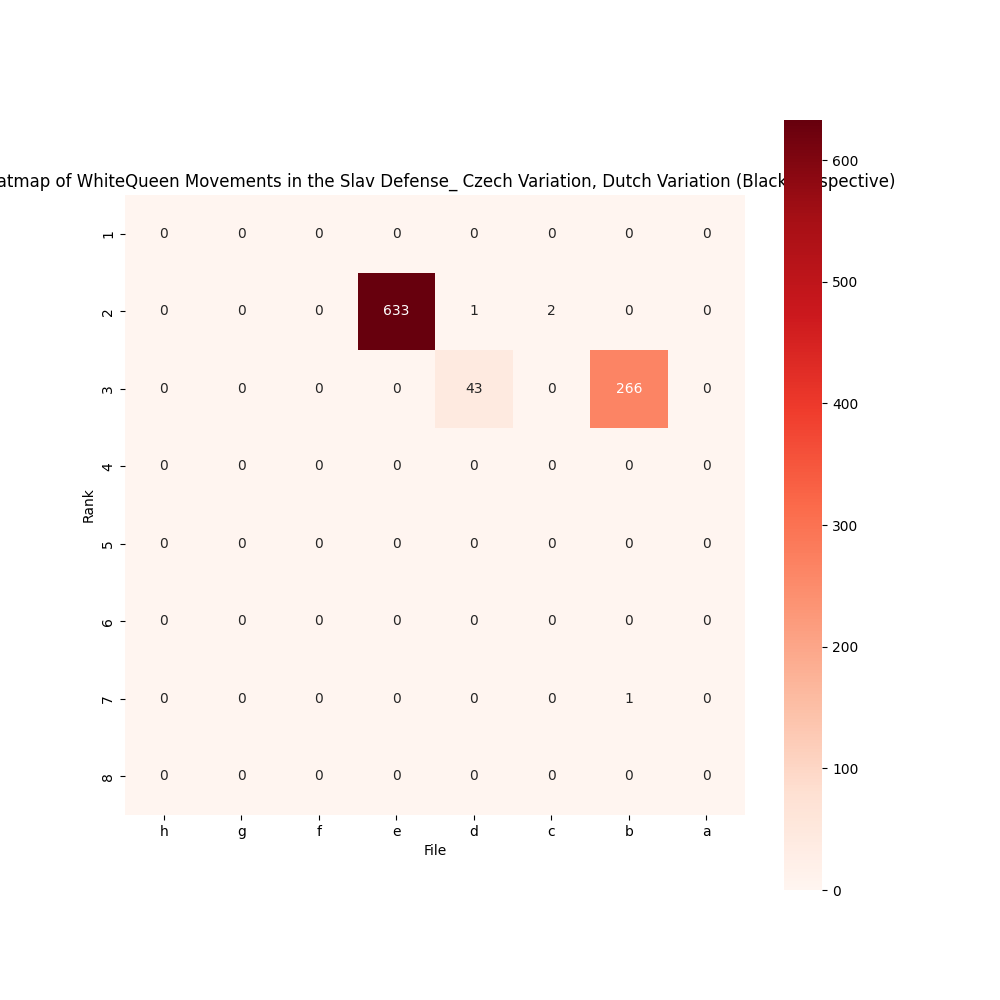 600
atmap of WhiteQueen Movements in the Slav Defense_ Czech Variation, Dutch Variation (Black spective)
1 0 0 0 0 0 0 0 0
2 0 0 0 633 1 2 0 0
3 0 0 0 0 43 0 266 0
4 0 0 0 0 0 0 0 0
5 0 0 0 0 0 0 0 0
6 0 0 0 0 0 0 0 0
7 0 0 0 0 0 0 1 0
8 0 0 0 0 0 0 0 0
h g f e d c b a
File
Rank
500
400
300
200
100
0